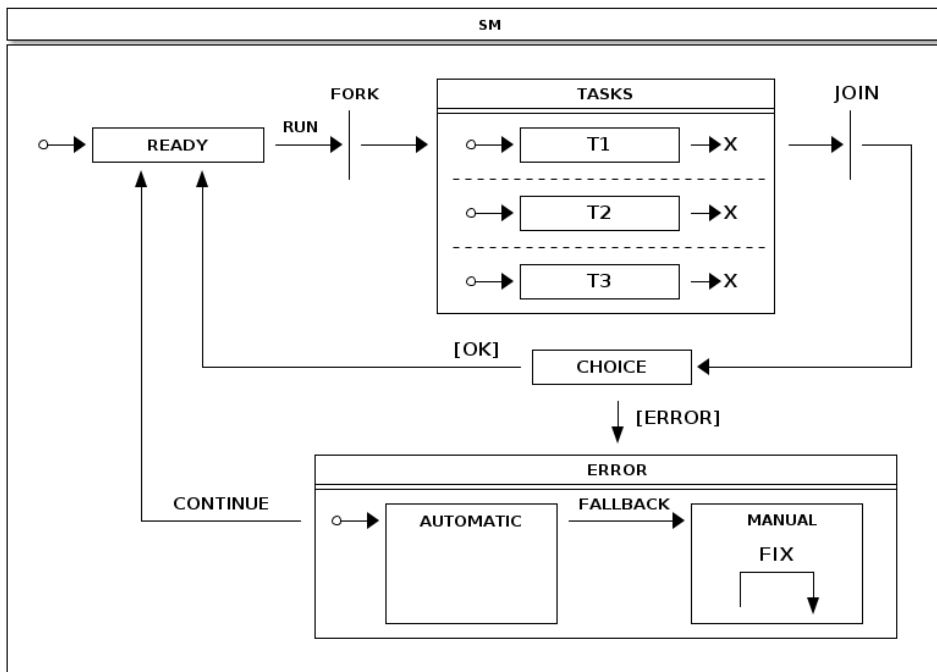 SM
FORK
TASKS
JOIN
READY
RUN
T1
X
T2
X
T3
X
[OK]
CHOICE
[ERROR]
ERROR
CONTINUE
AUTOMATIC
FALLBACK
MANUAL
FIX